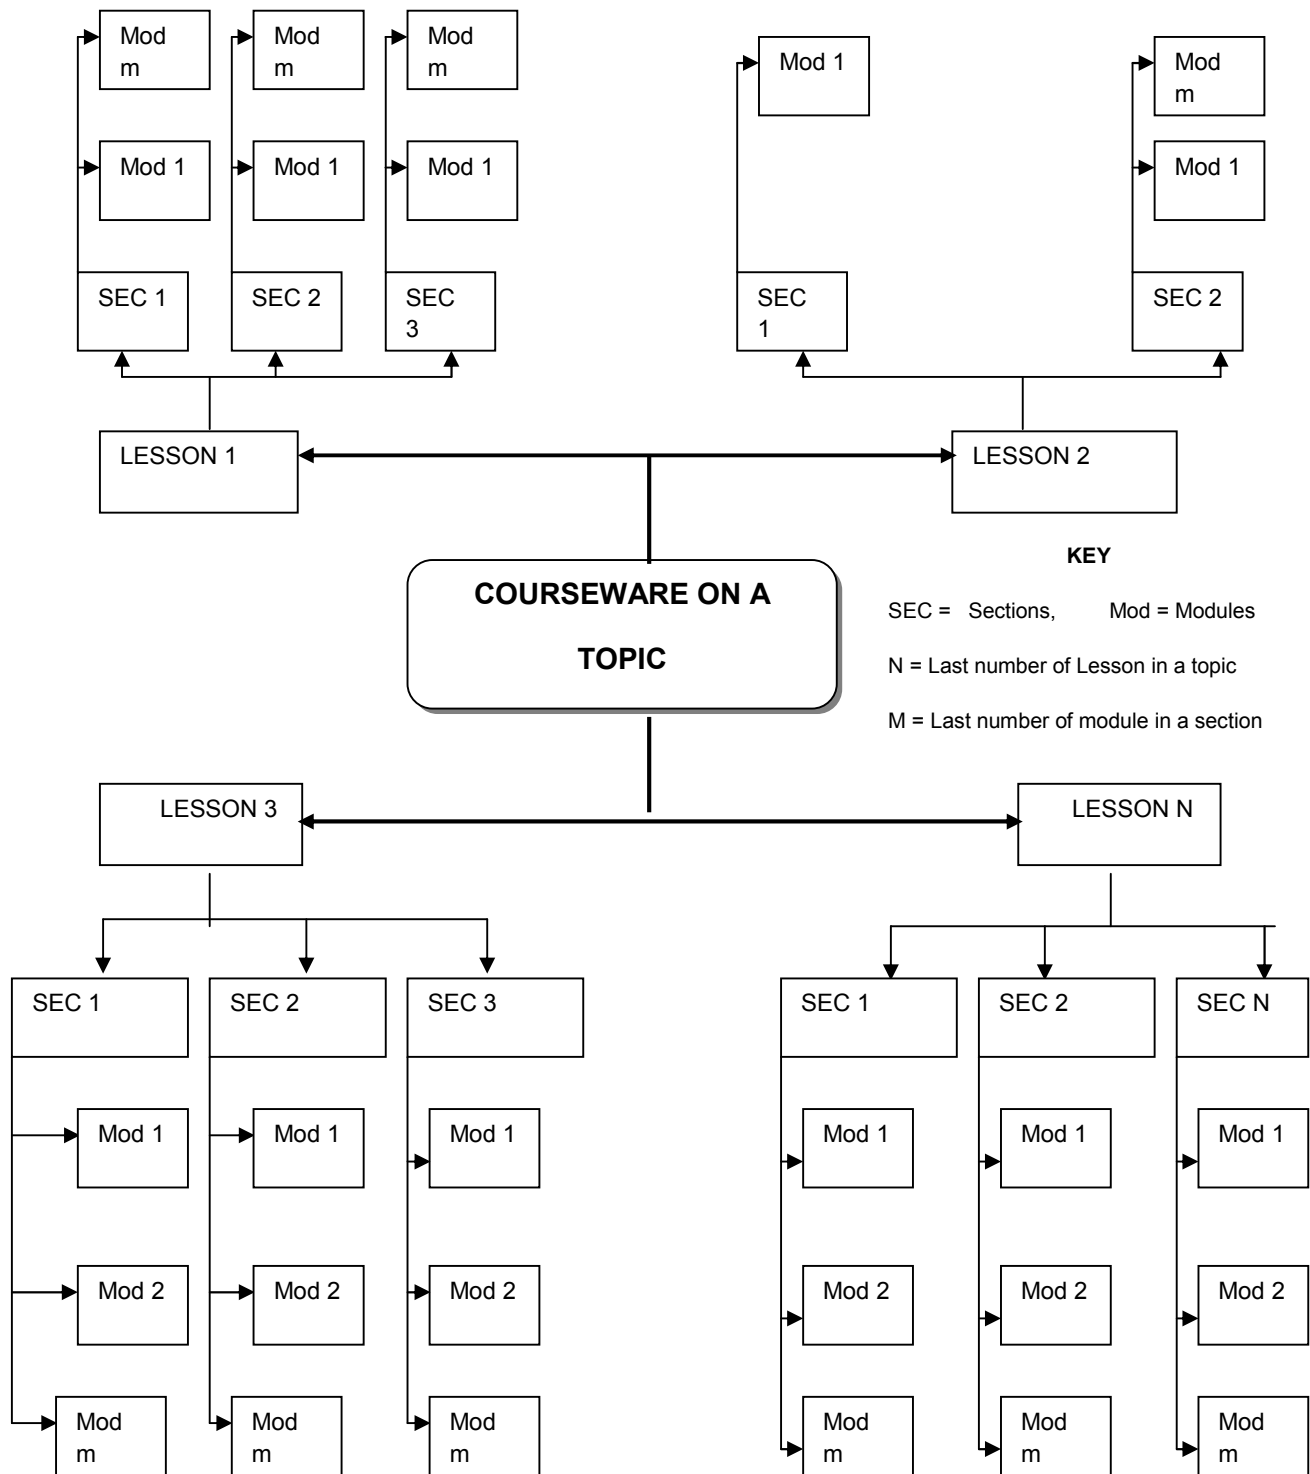 Mod
m
Mod
m
Mod
m
Mod 1
Mod
m
Mod 1
Mod 1
Mod 1
Mod 1
SEC 1
SEC 2
SEC
3
SEC
1
SEC 2
LESSON 1
LESSON 2
KEY
COURSEWARE ON A
TOPIC
SEC = Sections, Mod = Modules
N = Last number of Lesson in a topic
M = Last number of module in a section
LESSON 3
LESSON N
SEC 1
SEC 2
SEC 3
SEC 1
SEC 2
SEC N
Mod 1
Mod 1
Mod 1
Mod 1
Mod 1
Mod 1
Mod 2
Mod 2
Mod 2
Mod 2
Mod 2
Mod 2
Mod
m
Mod
m
Mod
m
Mod
m
Mod
m
Mod
m